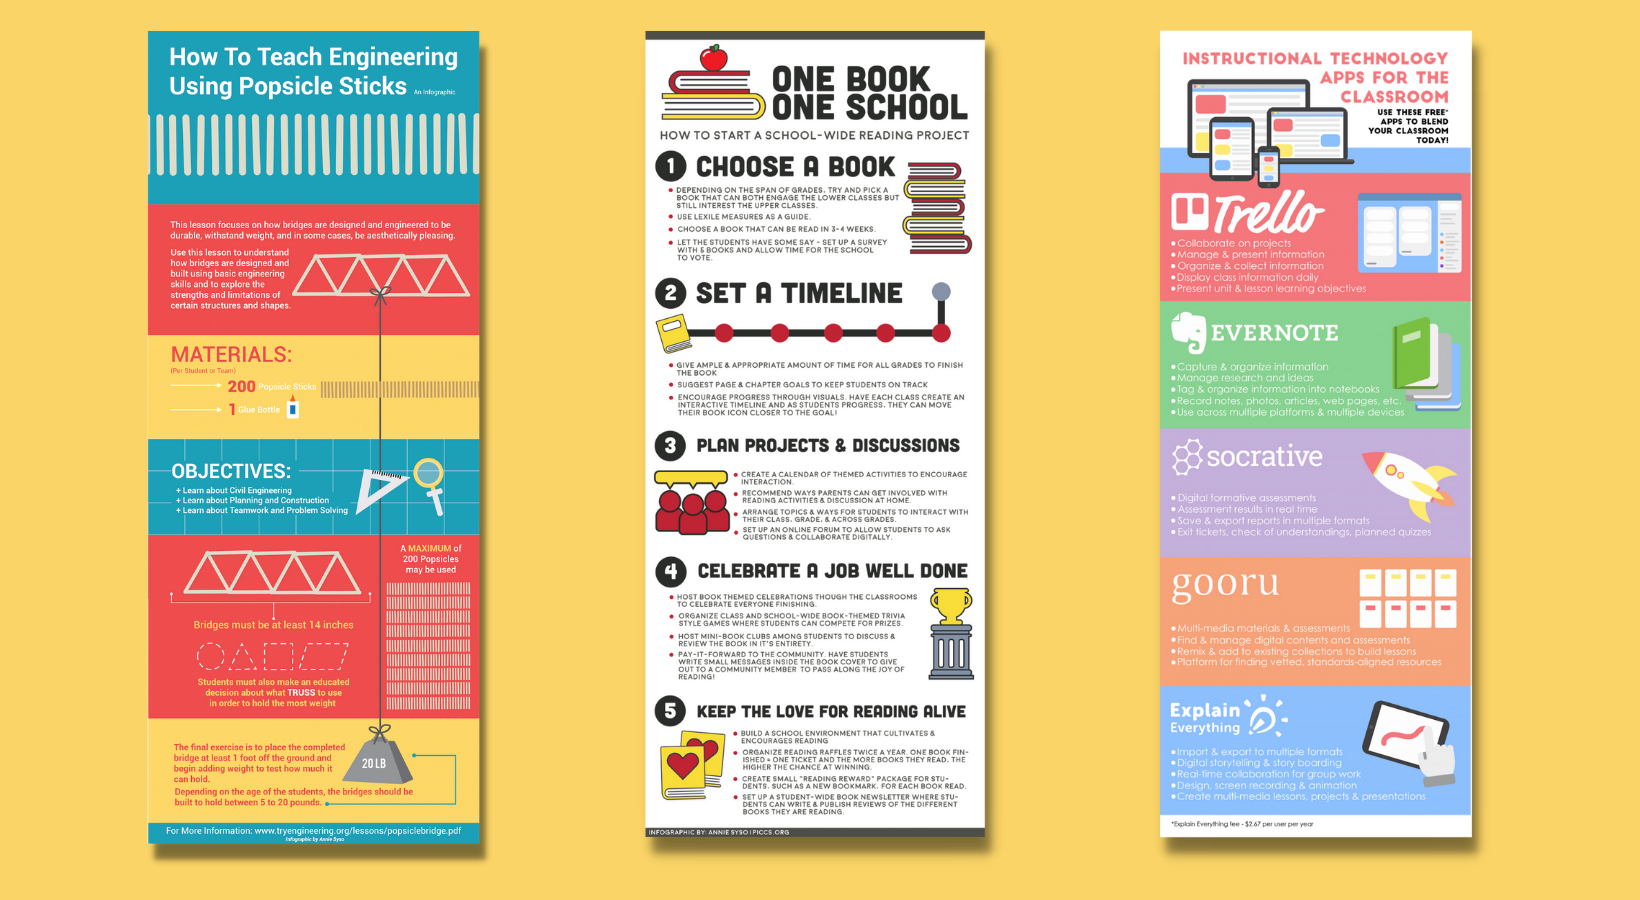 How To Teach Engineering
Using Popsicle Sticks An Infographic
This lesson focuses on how bridges are designed and engineered to be
durable, withstand weight, and in some cases, be aesthetically pleasing.
Use this lesson to understand
how bridges are designed and
built using basic engineering
skills and to explore the
strengths and limitations of
certain structures and shapes.
MATERIALS:
(Per Student or Team)
200 Popsicle Sticks
1 Glue Bottle
OBJECTIVES:
+ Learn about Civil Engineering
+ Learn about Planning and Construction
+ Learn about Teamwork and Problem Solving
A MAXIMUM of
200 Popsicles
may be used
Bridges must be at least 14 inches
Students must also make an educated
decision about what TRUSS to use
in order to hold the most weight
The final exercise is to place the completed
bridge at least 1 foot off the ground and
begin adding weight to test how much it
can hold.
Depending on the age of the students, the bridges should be
built to hold between 5 to 20 pounds.
20 LB
For More Information: www.tryengineering.org/lessons/popsiclebridge.pdf
Infographic by Annie Syso
ONE BOOK
ONE SCHOOL
HOW TO START A SCHOOL-WIDE READING PROJECT
1 CHOOSE A BOOK
• DEPENDING ON THE SPAN OF GRADES, TRY AND PICK A
BOOK THAT CAN BOTH ENGAGE THE LOWER CLASSES BUT
STILL INTEREST THE UPPER CLASSES.
• USE LEXILE MEASURES AS A GUIDE.
• CHOOSE A BOOK THAT CAN BE READ IN 3-4 WEEKS.
• LET THE STUDENTS HAVE SOME SAY - SET UP A SURVEY
WITH 5 BOOKS AND ALLOW TIME FOR THE SCHOOL
TO VOTE.
2 SET A TIMELINE
• GIVE AMPLE & APPROPRIATE AMOUNT OF TIME FOR ALL GRADES TO FINISH
THE BOOK
• SUGGEST PAGE & CHAPTER GOALS TO KEEP STUDENTS ON TRACK
• ENCOURAGE PROGRESS THROUGH VISUALS. HAVE EACH CLASS CREATE AN
INTERACTIVE TIMELINE AND AS STUDENTS PROGRESS, THEY CAN MOVE
THEIR BOOK ICON CLOSER TO THE GOAL!
3 PLAN PROJECTS & DISCUSSIONS
• CREATE A CALENDAR OF THEMED ACTIVITIES TO ENCOURAGE
INTERACTION.
• RECOMMEND WAYS PARENTS CAN GET INVOLVED WITH
READING ACTIVITIES & DISCUSSION AT HOME.
• ARRANGE TOPICS & WAYS FOR STUDENTS TO INTERACT WITH
THEIR CLASS, GRADE, & ACROSS GRADES.
• SET UP AN ONLINE FORUM TO ALLOW STUDENTS TO ASK
QUESTIONS & COLLABORATE DIGITALLY.
4 CELEBRATE A JOB WELL DONE
• HOST BOOK THEMED CELEBRATIONS THOUGH THE CLASSROOMS
TO CELEBRATE EVERYONE FINISHING.
• ORGANIZE CLASS AND SCHOOL-WIDE BOOK-THEMED TRIVIA
STYLE GAMES WHERE STUDENTS CAN COMPETE FOR PRIZES.
• HOST MINI-BOOK CLUBS AMONG STUDENTS TO DISCUSS &
REVIEW THE BOOK IN IT'S ENTIRETY.
• PAY-IT-FORWARD TO THE COMMUNITY. HAVE STUDENTS
WRITE SMALL MESSAGES INSIDE THE BOOK COVER TO GIVE
OUT TO A COMMUNITY MEMBER TO PASS ALONG THE JOY OF
READING!
5 KEEP THE LOVE FOR READING ALIVE
• BUILD A SCHOOL ENVIRONMENT THAT CULTIVATES &
ENCOURAGES READING
• ORGANIZE READING RAFFLES TWICE A YEAR. ONE BOOK FIN-
ISHED = ONE TICKET AND THE MORE BOOKS THEY READ, THE
HIGHER THE CHANCE AT WINNING.
• CREATE SMALL "READING REWARD" PACKAGE FOR STU-
DENTS, SUCH AS A NEW BOOKMARK, FOR EACH BOOK READ.
• SET UP A STUDENT-WIDE BOOK NEWSLETTER WHERE STU-
DENTS CAN WRITE & PUBLISH REVIEWS OF THE DIFFERENT
BOOKS THEY ARE READING.
INFOGRAPHIC BY: ANNIE SYSO | PICCS.ORG
INSTRUCTIONAL TECHNOLOGY
APPS FOR THE
CLASSROOM
USE THESE FREE*
APPS TO BLEND
YOUR CLASSROOM
TODAY!
Trello
• Collaborate on projects
• Manage & present information
• Organize & collect information
• Display class information daily
• Present unit & lesson learning objectives
EVERNOTE
• Capture & organize information
• Manage research and ideas
• Tag & organize information into notebooks
• Record notes, photos, articles, web pages, etc.
• Use across multiple platforms & multiple devices
socrative
• Digital formative assessments
• Assessment results in real time
• Save & export reports in multiple formats
• Exit tickets, check of understandings, planned quizzes
gooru
• Multi-media materials & assessments
• Find & manage digital contents and assessments
• Remix & add to existing collections to build lessons
• Platform for finding vetted, standards-aligned resources
Explain
Everything
• Import & export to multiple formats
• Digital storytelling & story boarding
• Real-time collaboration for group work
• Design, screen recording & animation
• Create multi-media lessons, projects & presentations
*Explain Everything fee - $2.67 per user per year